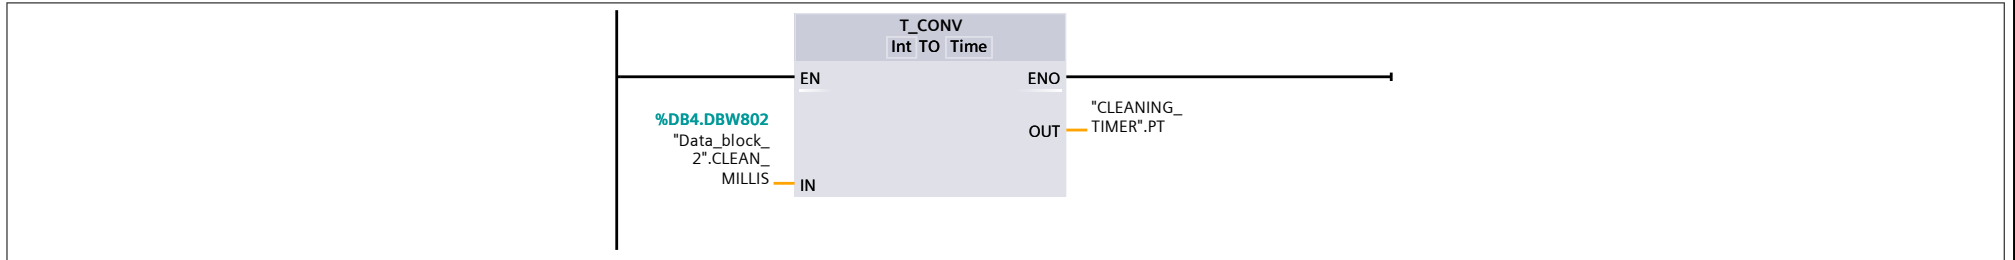 T_CONV
Int TO Time
EN
ENO
%DB4.DBW802
"Data_block_
2".CLEAN_
MILLIS
IN
OUT
"CLEANING_
TIMER".PT